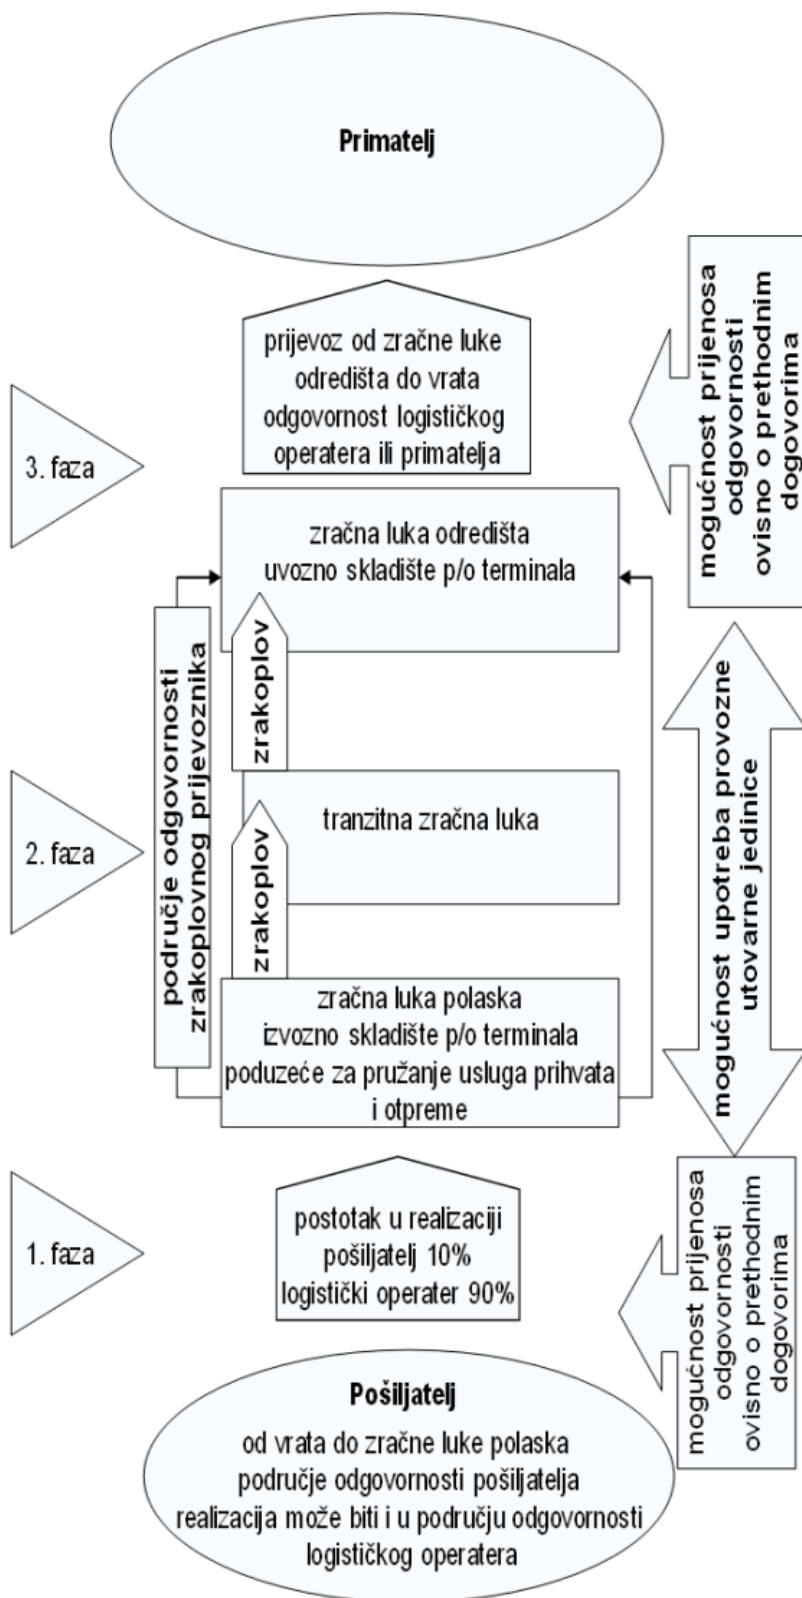 Primatelj
prijevoz od zračne luke
odredišta do vrata
odgovornost logističkog
operatera ili primatelja
mogućnost prijenosa
odgovornosti
ovisno o prethodnim
dogovorima
3. faza
zračna luka odredišta
uvozno skladište p/o terminala
zrakoplov
područje odgovornosti
zrakoplovnog prijevoznika
mogućnost upotreba provozne
utovarne jedinice
2. faza
tranzitna zračna luka
zrakoplov
zračna luka polaska
izvozno skladište p/o terminala
poduzeće za pružanje usluga prihvata
i otpreme
1. faza
postotak u realizaciji
pošiljatelj 10%
logistički operater 90%
mogućnost prijenosa
odgovornosti
ovisno o prethodnim
dogovorima
Pošiljatelj
od vrata do zračne luke polaska
područje odgovornosti pošiljatelja
realizacija može biti i u području odgovornosti
logističkog operatera